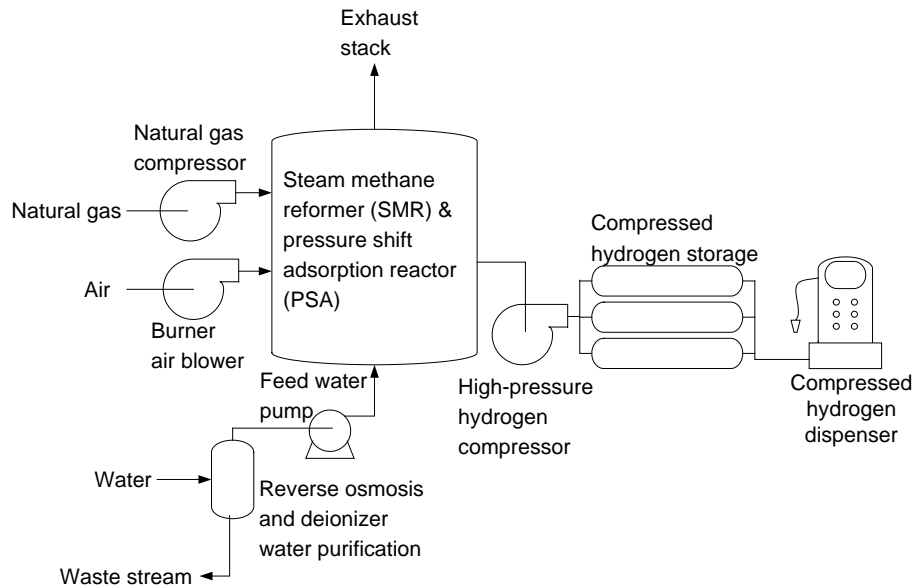 Exhaust
stack
Natural gas
compressor
Natural gas
Steam methane
reformer (SMR) &
pressure shift
adsorption reactor
(PSA)
Air
Burner
air blower
Compressed
hydrogen storage
Feed water
pump
High-pressure
hydrogen
compressor
Compressed
hydrogen
dispenser
Water
Reverse osmosis
and deionizer
water purification
Waste stream